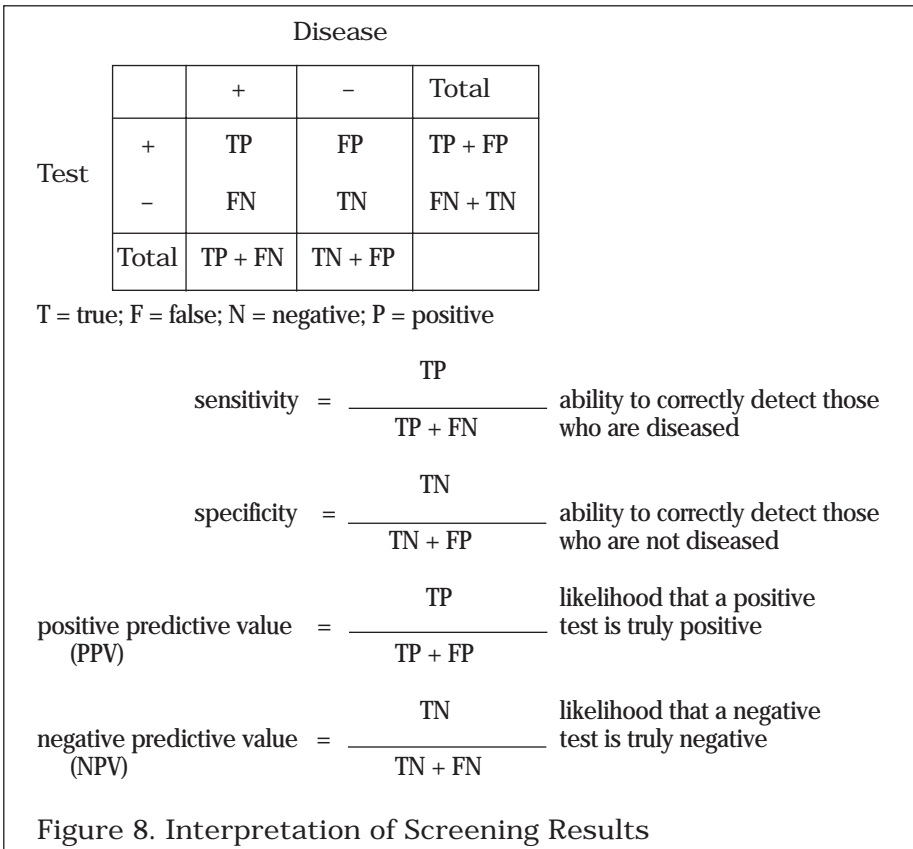 Disease
+ – Total
+ TP FP TP + FP
Test
– FN TN FN + TN
Total TP + FN TN + FP
T = true; F = false; N = negative; P = positive
TP
sensitivity = ability to correctly detect those
TP + FN who are diseased
TN
specificity = ability to correctly detect those
TN + FP who are not diseased
TP likelihood that a positive
positive predictive value = test is truly positive
(PPV) TP + FP
TN likelihood that a negative
negative predictive value = test is truly negative
(NPV) TN + FN
Figure 8. Interpretation of Screening Results